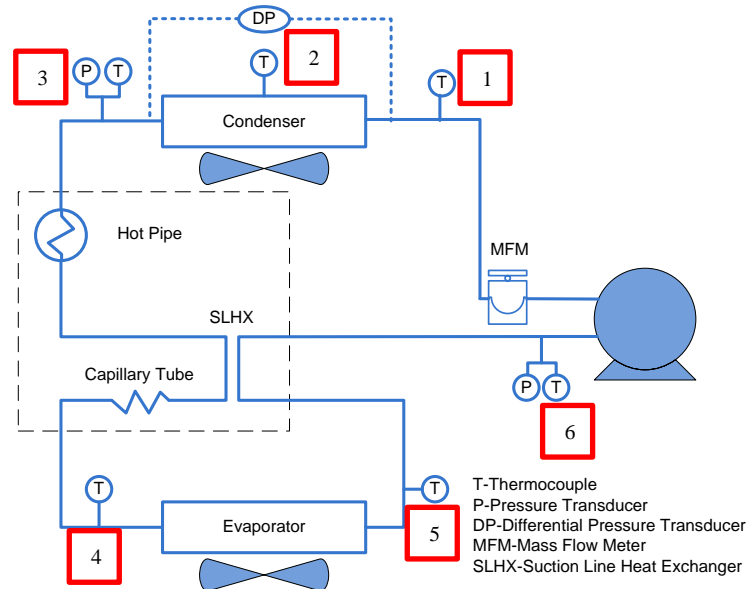 DP
3
P
T
T
2
T
1
Condenser
Hot Pipe
MFM
SLHX
Capillary Tube
P
T
6
T
4
Evaporator
T
5
T-Thermocouple
P-Pressure Transducer
DP-Differential Pressure Transducer
MFM-Mass Flow Meter
SLHX-Suction Line Heat Exchanger